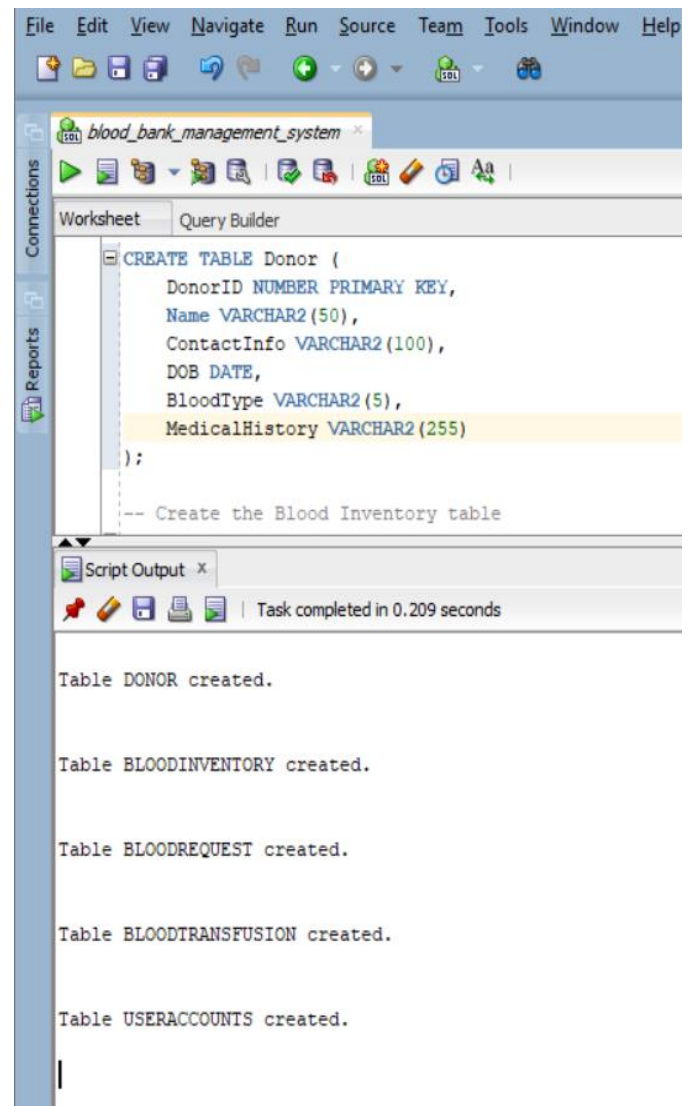 File Edit View Navigate Run Source Team Tools Window Help
SQL
SQL blood_bank_management_system ×
Connections
Reports
Worksheet Query Builder
CREATE TABLE Donor (
DonorID NUMBER PRIMARY KEY,
Name VARCHAR2(50),
ContactInfo VARCHAR2(100),
DOB DATE,
BloodType VARCHAR2(5),
MedicalHistory VARCHAR2(255)
);
-- Create the Blood Inventory table
Script Output ×
Task completed in 0.209 seconds
Table DONOR created.
Table BLOODINVENTORY created.
Table BLOODREQUEST created.
Table BLOODTRANSFUSION created.
Table USERACCOUNTS created.